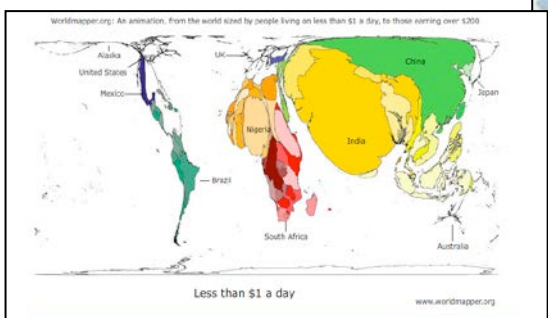 Worldmapper.org: An animation, from the world sized by people living on less than $1 a day, to those earning over $200
Alaska
UK
China
United States
Mexico
Japan
Nigeria
India
Brazil
South Africa
Australia
Less than $1 a day
www.worldmapper.org